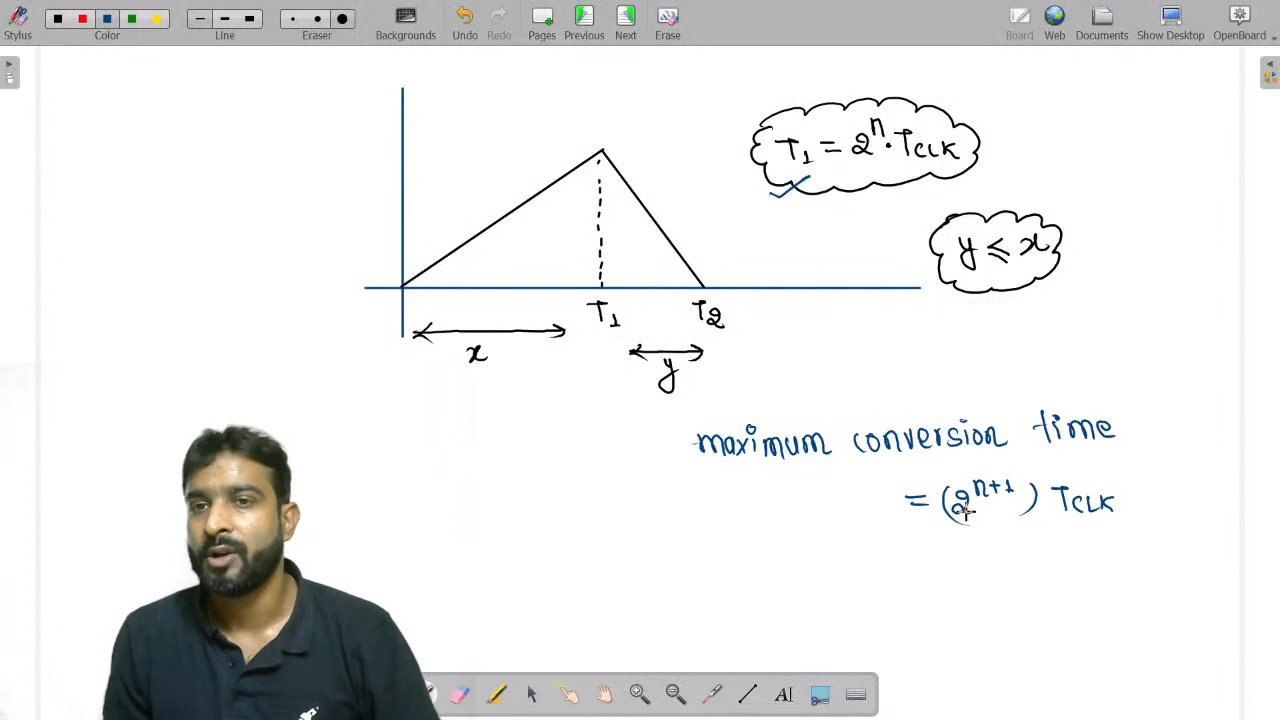 Stylus Color Line Eraser Backgrounds Undo Redo Pages Previous Next Erase Board Web Documents Show Desktop OpenBoard
T₁ = 2ⁿ · TCLK
y ≤ x
T₁ T₂
x
y
maximum conversion time
= (2ⁿ⁺¹) TCLK